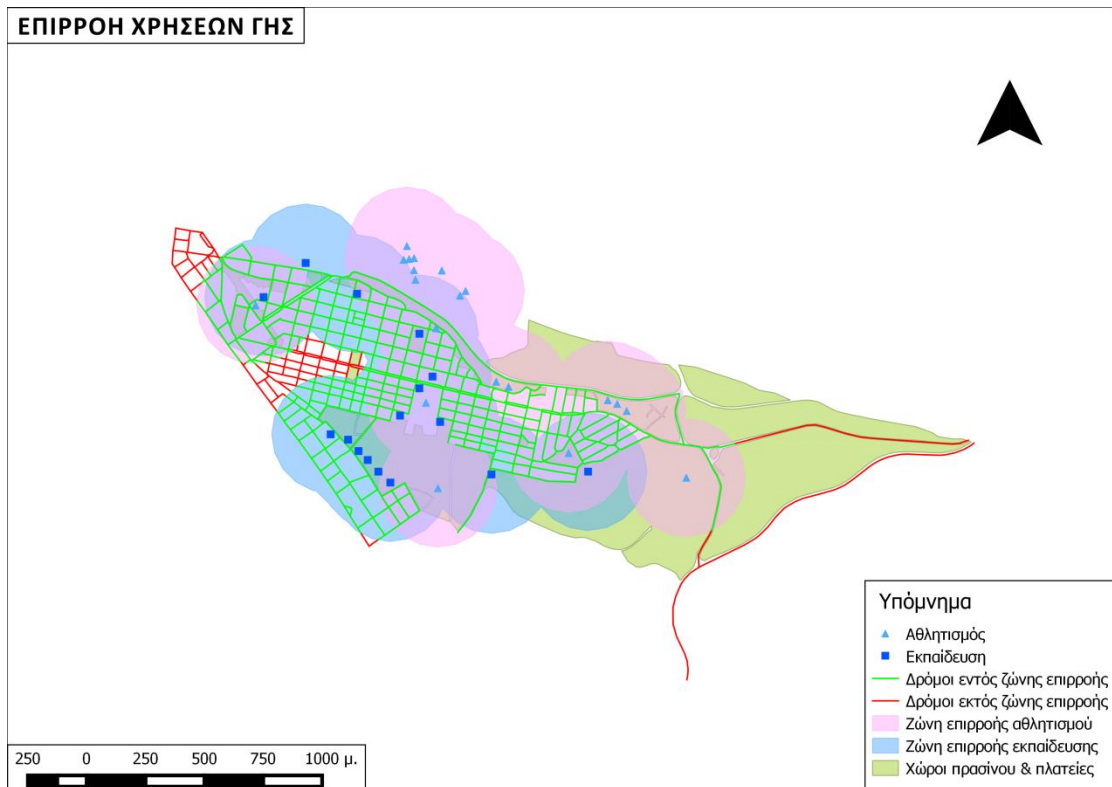 ΕΠΙΡΡΟΗ ΧΡΗΣΕΩΝ ΓΗΣ
Υπόμνημα
Αθλητισμός
Εκπαίδευση
Δρόμοι εντός ζώνης επιρροής
Δρόμοι εκτός ζώνης επιρροής
Ζώνη επιρροής αθλητισμού
Ζώνη επιρροής εκπαίδευσης
Χώροι πρασίνου & πλατείες
250 0 250 500 750 1000 μ.